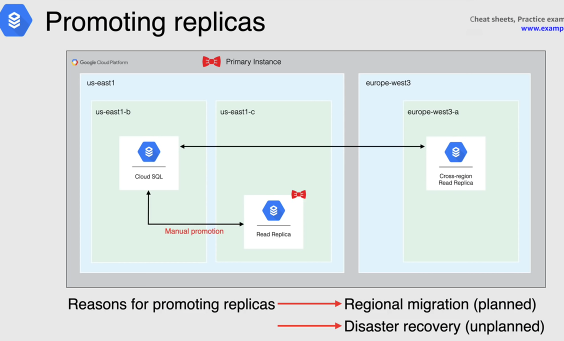 Promoting replicas
Cheat sheets, Practice exam
www.examp
Google Cloud Platform
Primary Instance
us-east1
europe-west3
us-east1-b
us-east1-c
europe-west3-a
Cloud SQL
Cross-region
Read Replica
Manual promotion
Read Replica
Reasons for promoting replicas
Regional migration (planned)
Disaster recovery (unplanned)